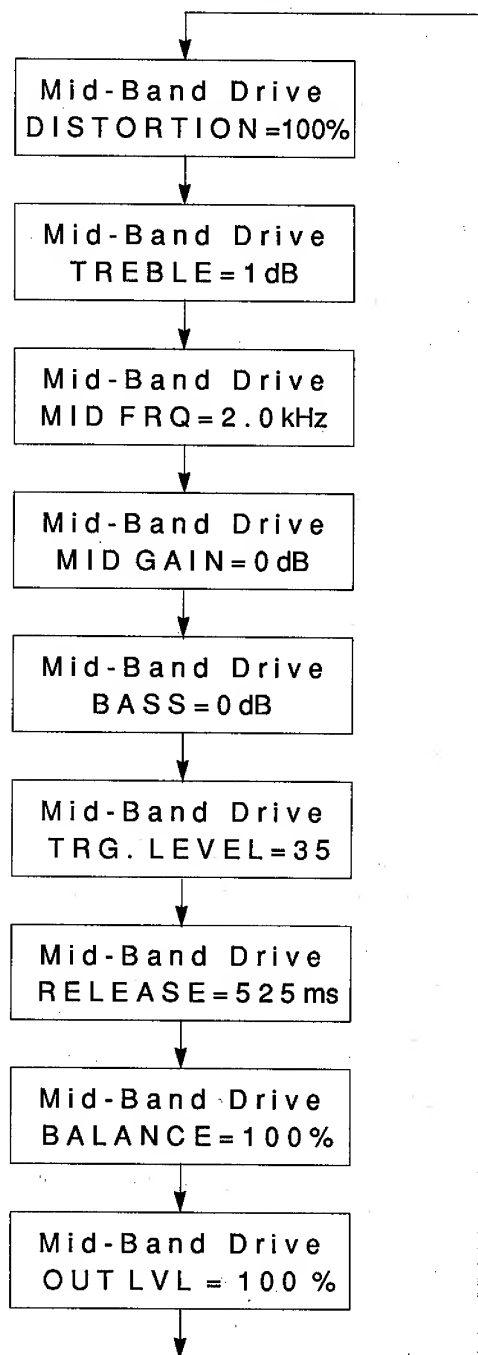 Mid-Band Drive
DISTORTION=100%
Mid-Band Drive
TREBLE=1dB
Mid-Band Drive
MID FRQ=2.0kHz
Mid-Band Drive
MID GAIN=0dB
Mid-Band Drive
BASS=0dB
Mid-Band Drive
TRG. LEVEL=35
Mid-Band Drive
RELEASE=525ms
Mid-Band Drive
BALANCE=100%
Mid-Band Drive
OUT LVL = 100 %